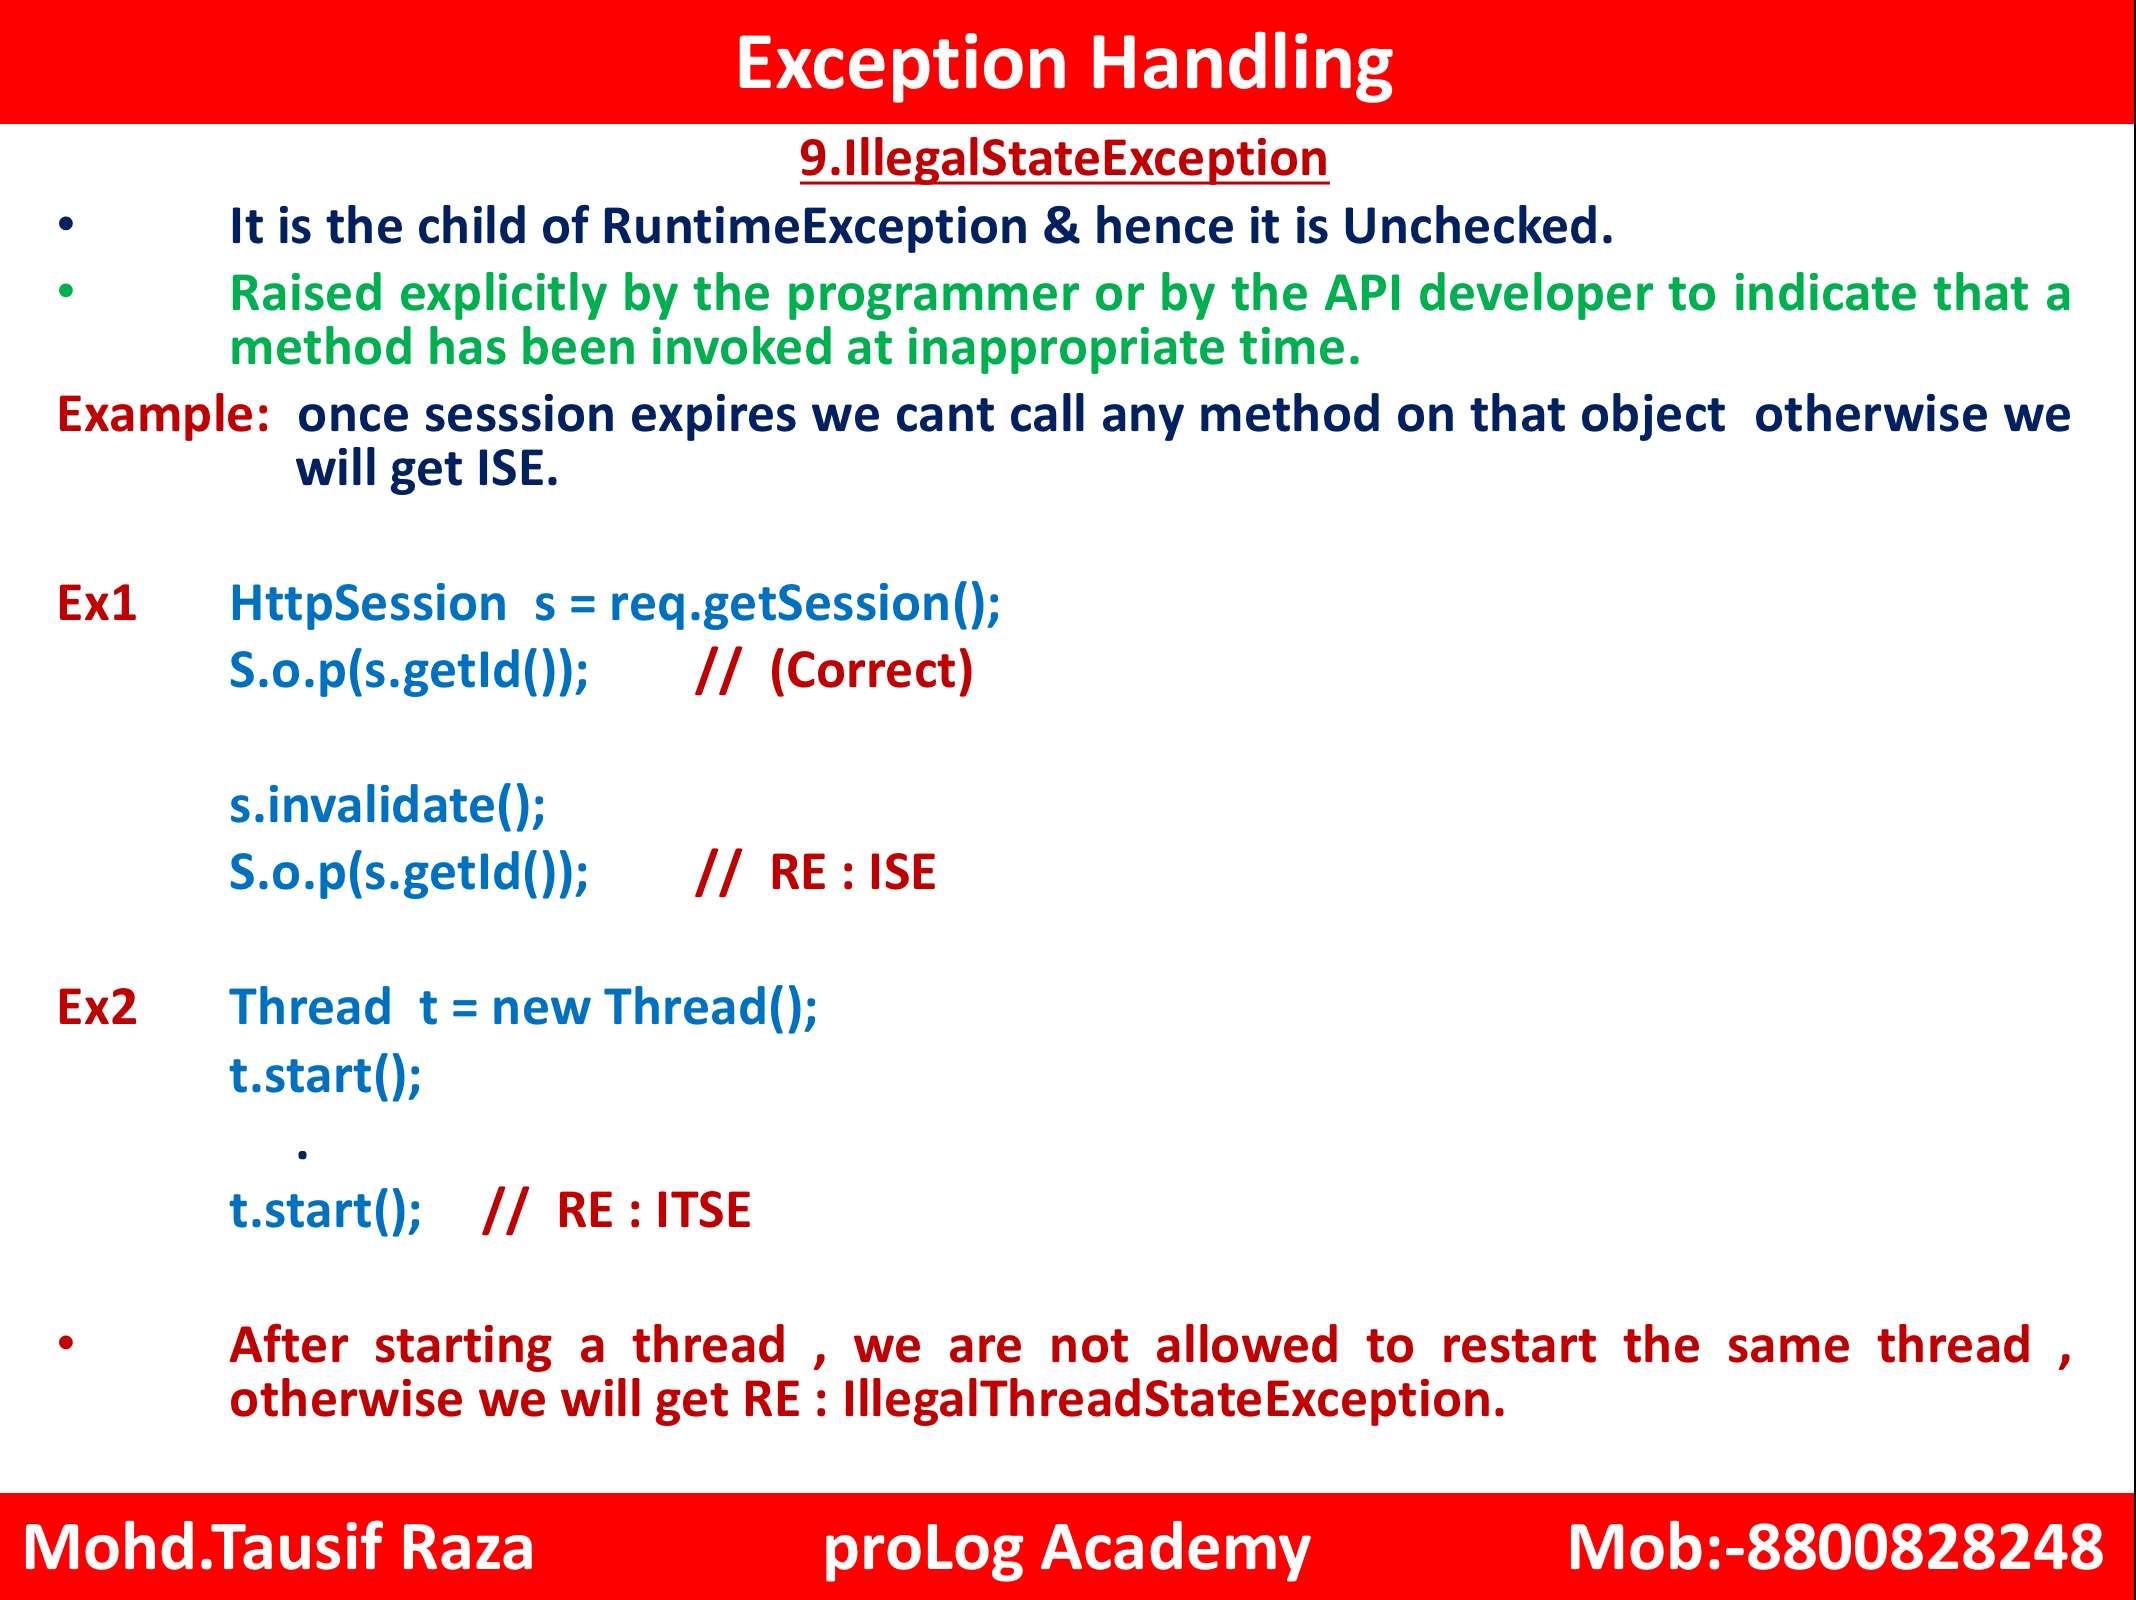 Exception Handling
9.IllegalStateException
• It is the child of RuntimeException & hence it is Unchecked.
• Raised explicitly by the programmer or by the API developer to indicate that a
method has been invoked at inappropriate time.
Example: once sesssion expires we cant call any method on that object otherwise we
will get ISE.
Ex1 HttpSession s = req.getSession();
S.o.p(s.getId()); // (Correct)
s.invalidate();
S.o.p(s.getId()); // RE : ISE
Ex2 Thread t = new Thread();
t.start();
.
t.start(); // RE : ITSE
• After starting a thread , we are not allowed to restart the same thread ,
otherwise we will get RE : IllegalThreadStateException.
Mohd.Tausif Raza proLog Academy Mob:-8800828248